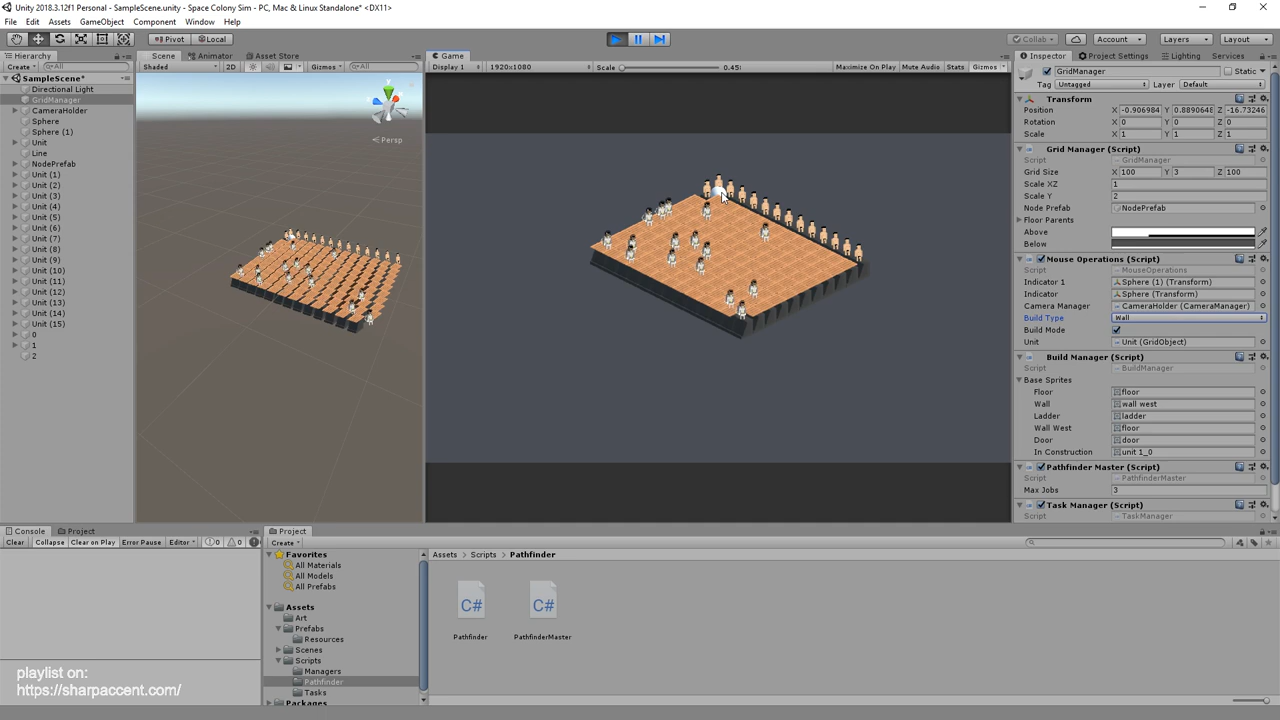 Unity 2018.3.12f1 Personal - SampleScene.unity - Space Colony Sim - PC, Mac & Linux Standalone* <DX11>
File Edit Assets GameObject Component Window Help
Pivot Local Collab Account Layers Layout
Hierarchy Scene Animator Asset Store Game Inspector Project Settings Lighting Services
Create All Shaded 2D Gizmos All Display 1 1920x1080 Scale 0.45 Maximize On Play Mute Audio Stats Gizmos
SampleScene*
Directional Light
GridManager
CameraHolder
Sphere
Sphere (1)
Unit
Line
NodePrefab
Unit (1)
Unit (2)
Unit (3)
Unit (4)
Unit (5)
Unit (6)
Unit (7)
Unit (8)
Unit (9)
Unit (10)
Unit (11)
Unit (12)
Unit (13)
Unit (14)
Unit (15)
0
1
2
Persp
GridManager Static
Tag Untagged Layer Default
Transform
Position X -0.906984 Y 0.8890648 Z -16.73246
Rotation X 0 Y 0 Z 0
Scale X 1 Y 1 Z 1
Grid Manager (Script)
Script GridManager
Grid Size X 100 Y 3 Z 100
Scale XZ 1
Scale Y 2
Node Prefab NodePrefab
Floor Parents
Above
Below
Mouse Operations (Script)
Script MouseOperations
Indicator 1 Sphere (1) (Transform)
Indicator Sphere (Transform)
Camera Manager CameraHolder (CameraManager)
Build Type Wall
Build Mode
Unit Unit (GridObject)
Build Manager (Script)
Script BuildManager
Base Sprites
Floor floor
Wall wall west
Ladder ladder
Wall West floor
Door door
In Construction unit 1_0
Pathfinder Master (Script)
Script PathfinderMaster
Max Jobs 3
Task Manager (Script)
Script TaskManager
Console Project
Clear Collapse Clear on Play Error Pause Editor 0 0
Project
Create
Favorites
All Materials
All Models
All Prefabs
Assets
Art
Prefabs
Resources
Scenes
Scripts
Managers
Pathfinder
Tasks
Packages
Assets Scripts Pathfinder
C# C#
Pathfinder PathfinderMaster
playlist on:
https://sharpaccent.com/